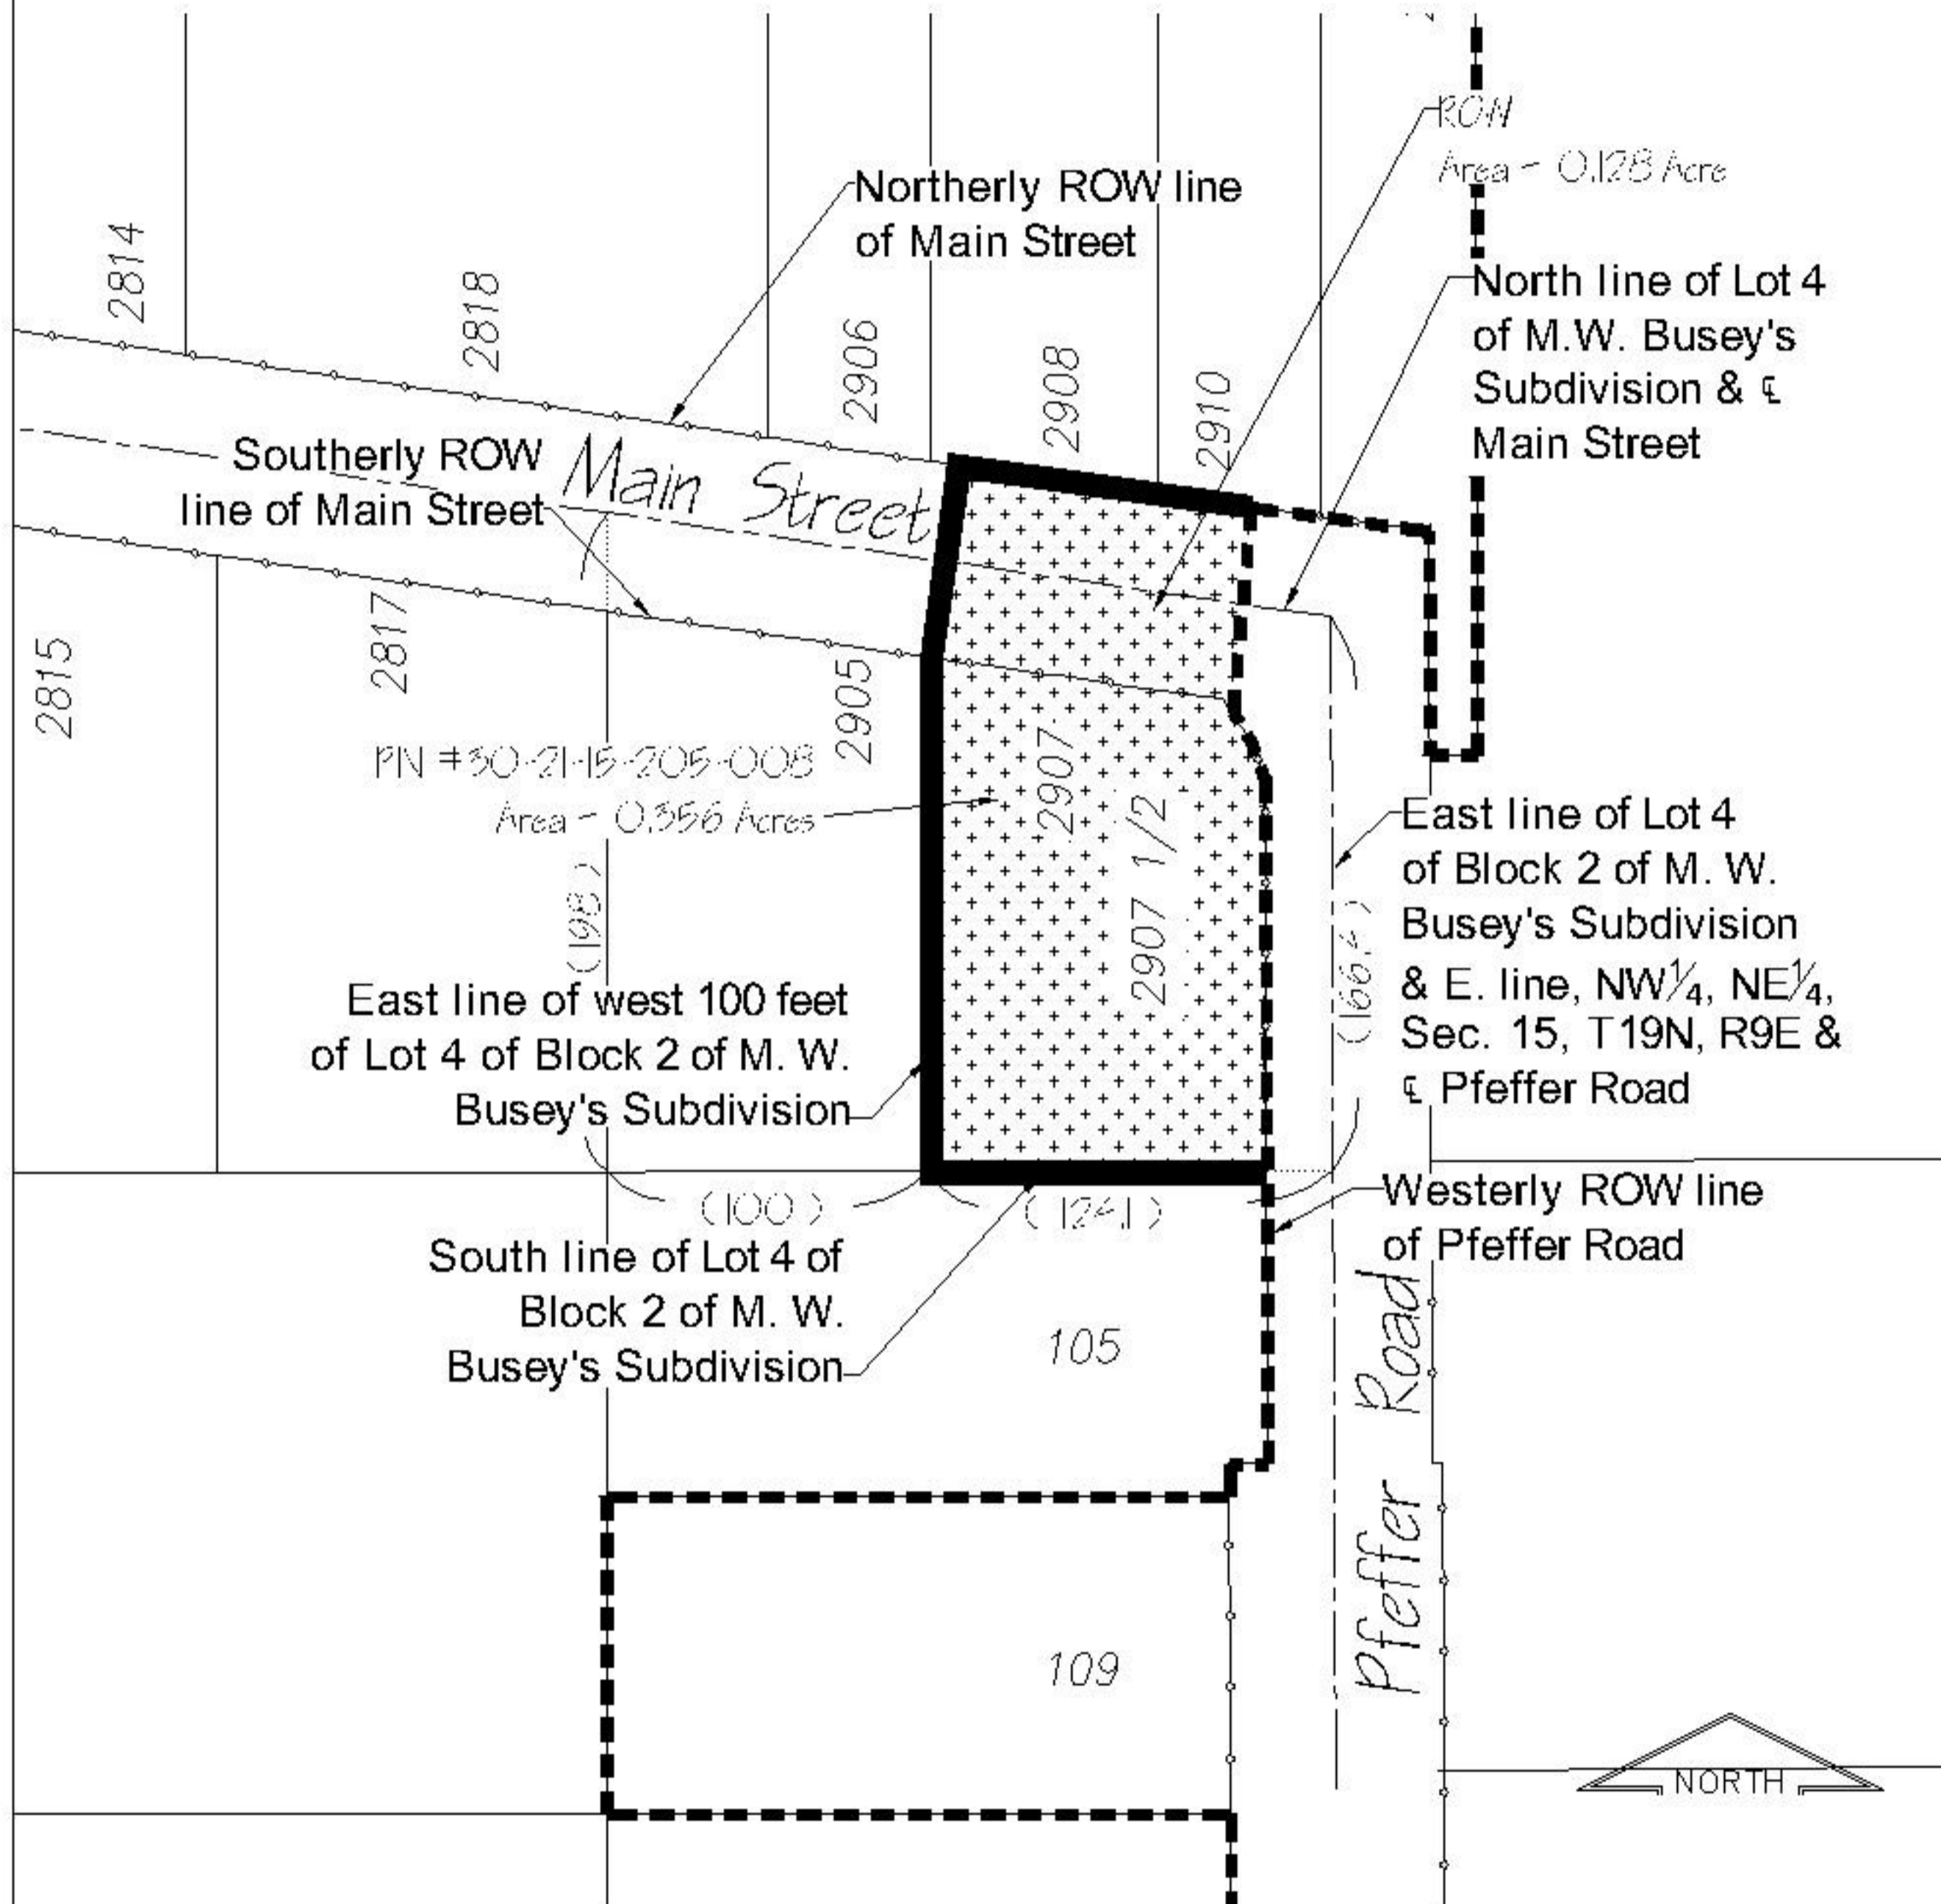 ROW
Area = 0.128 Acre
Northerly ROW line
of Main Street
North line of Lot 4
of M.W. Busey's
Subdivision & ℄
Main Street
2814
2818
2906
2908
2910
Southerly ROW
line of Main Street
Main Street
2815
2817
2905
2907
2907 1/2
PIN #30-21-15-205-008
Area = 0.356 Acres
East line of Lot 4
of Block 2 of M. W.
Busey's Subdivision
& E. line, NW¼, NE¼,
Sec. 15, T19N, R9E &
℄ Pfeffer Road
(198)
(166.4)
East line of west 100 feet
of Lot 4 of Block 2 of M. W.
Busey's Subdivision
(100)
(124.1)
Westerly ROW line
of Pfeffer Road
South line of Lot 4 of
Block 2 of M. W.
Busey's Subdivision
105
Pfeffer Road
109
NORTH